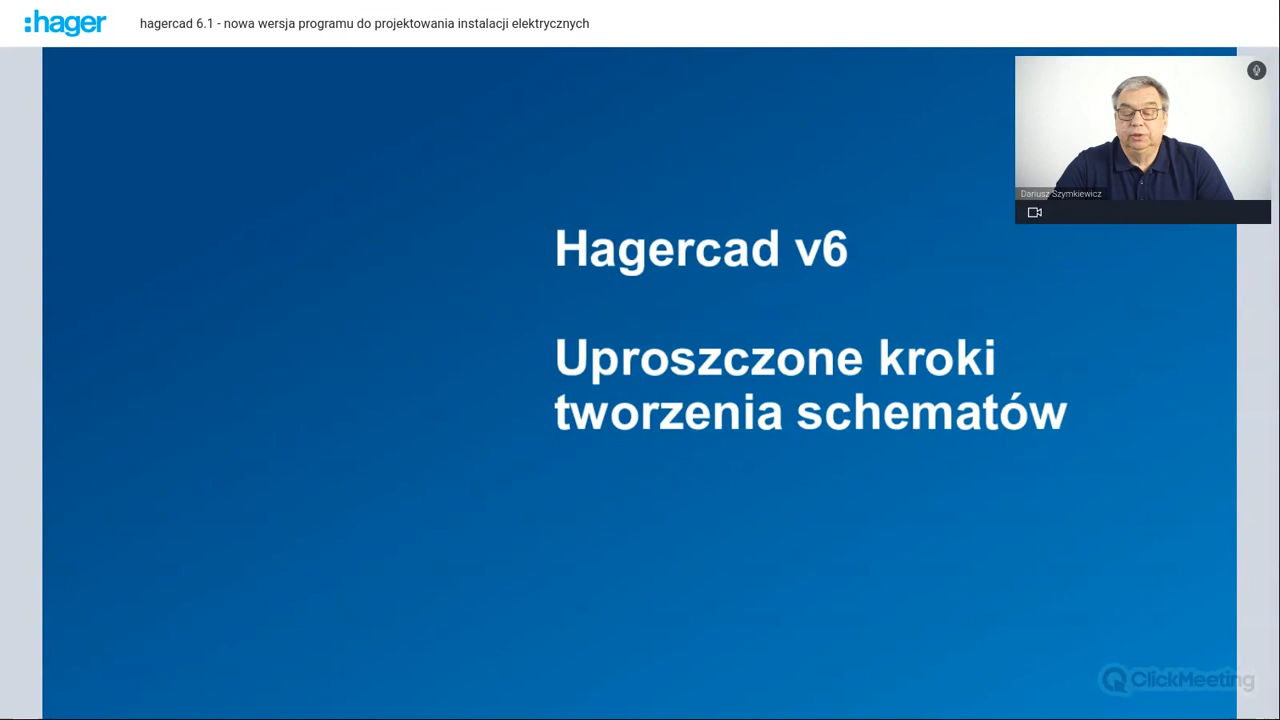 :hager
hagercad 6.1 - nowa wersja programu do projektowania instalacji elektrycznych
Dariusz Szymkiewicz
Hagercad v6
Uproszczone kroki
tworzenia schematów
ClickMeeting